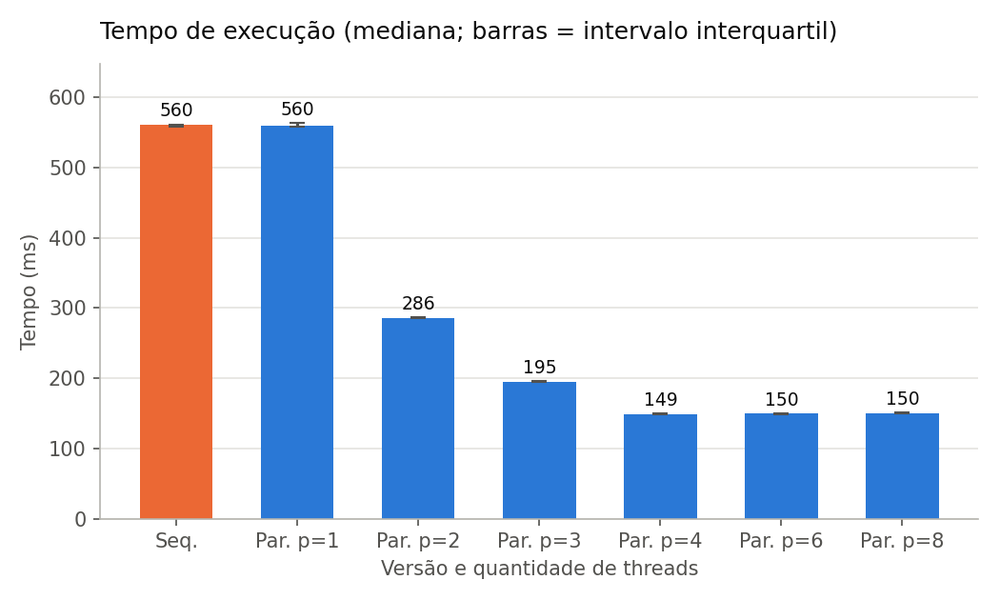 Tempo de execução (mediana; barras = intervalo interquartil)
Tempo (ms)
600
500
400
300
200
100
0
560
560
286
195
149
150
150
Seq.
Par. p=1
Par. p=2
Par. p=3
Par. p=4
Par. p=6
Par. p=8
Versão e quantidade de threads